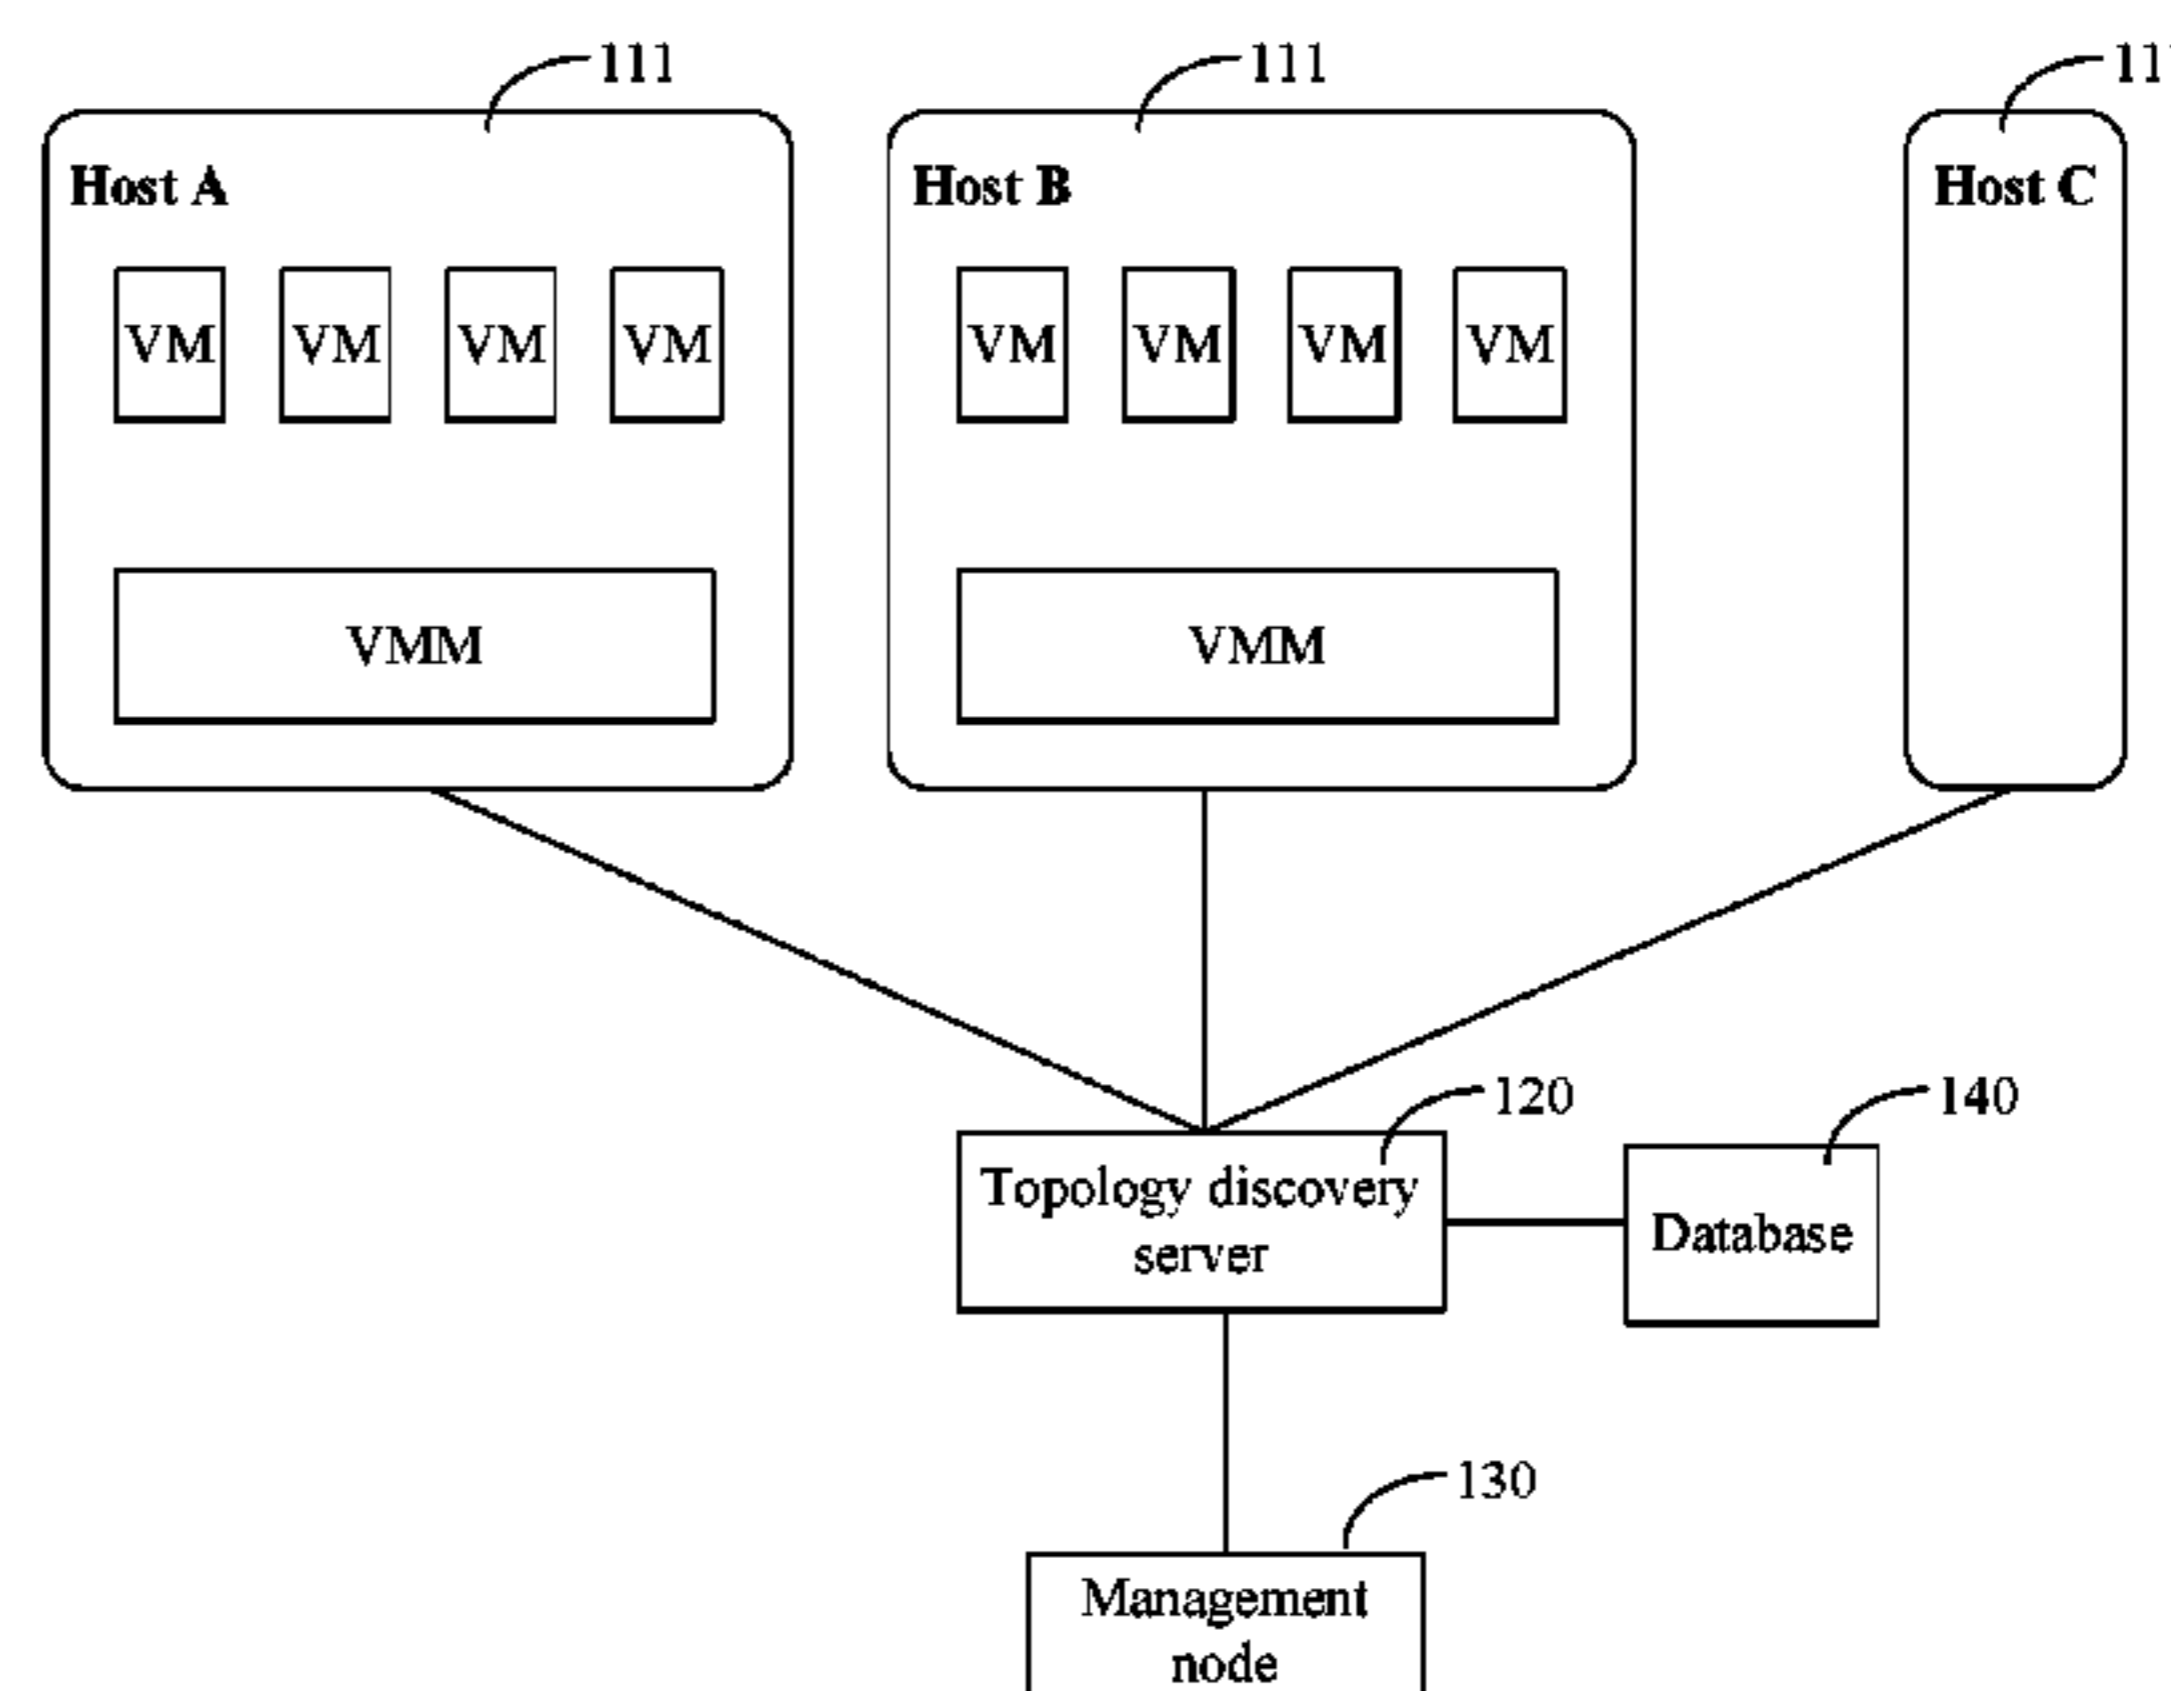 111
111
11
Host A
Host B
Host C
VM
VM
VM
VM
VM
VM
VM
VM
VMM
VMM
120
140
Topology discovery
server
Database
130
Management
node